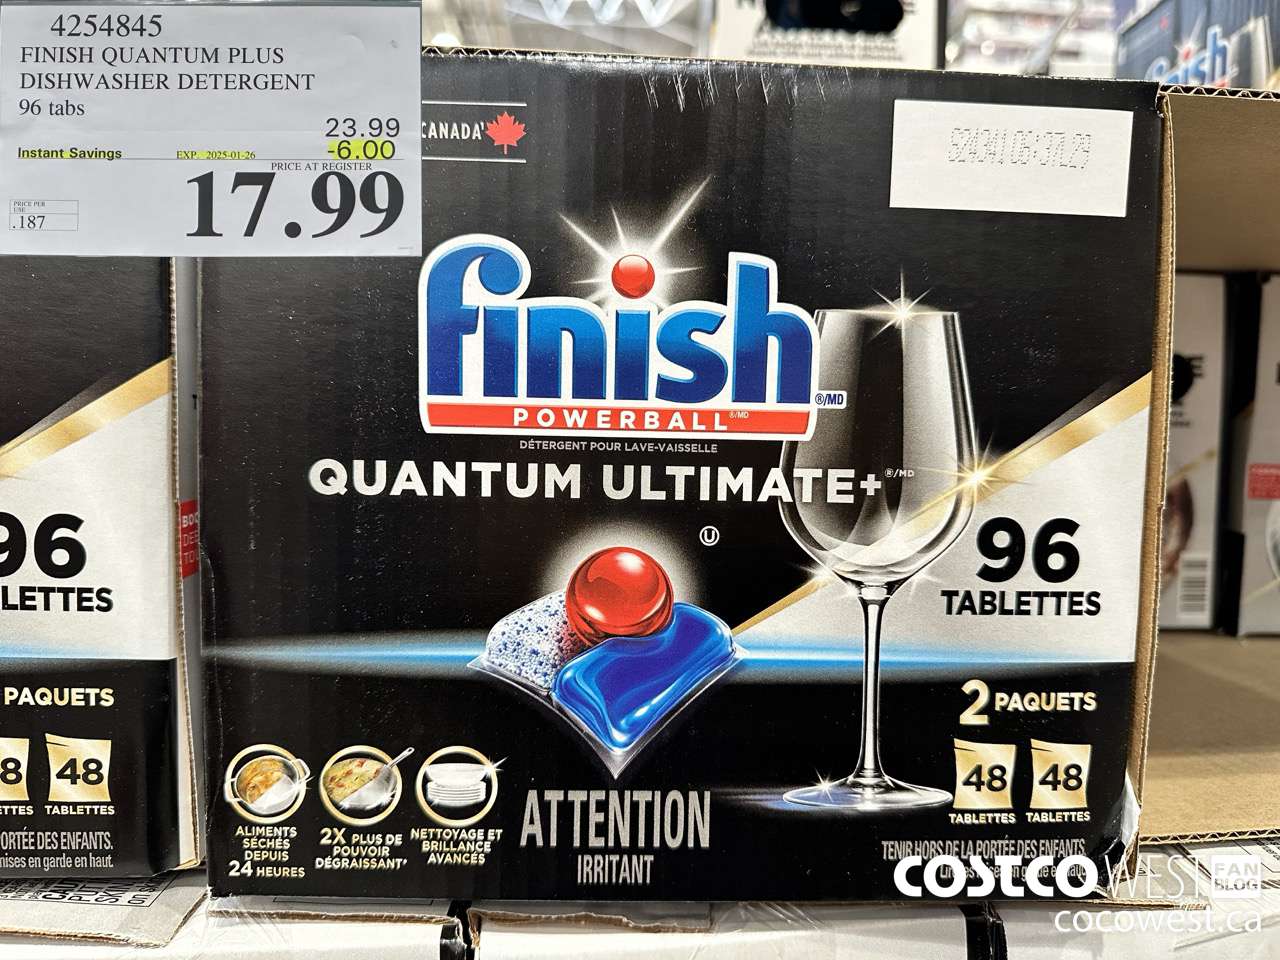 4254845
FINISH QUANTUM PLUS
DISHWASHER DETERGENT
96 tabs
23.99
Instant Savings EXP. 2025-01-26 -6.00
PRICE AT REGISTER
17.99
PRICE PER
USE
.187
CANADA
finish
®/MD
POWERBALL ®/MD
DÉTERGENT POUR LAVE-VAISSELLE
QUANTUM ULTIMATE+ ®/MD
U
96
TABLETTES
2 PAQUETS
48 48
TABLETTES TABLETTES
ALIMENTS
SÉCHÉS
DEPUIS
24 HEURES
2X PLUS DE
POUVOIR
DÉGRAISSANT*
NETTOYAGE ET
BRILLANCE
AVANCÉS
ATTENTION
IRRITANT
TENIR HORS DE LA PORTÉE DES ENFANTS.
96
LETTES
PAQUETS
8 48
ETTES TABLETTES
ORTÉE DES ENFANTS.
mises en garde en haut.
COSTCO WEST FAN
BLOG
cocowest.ca